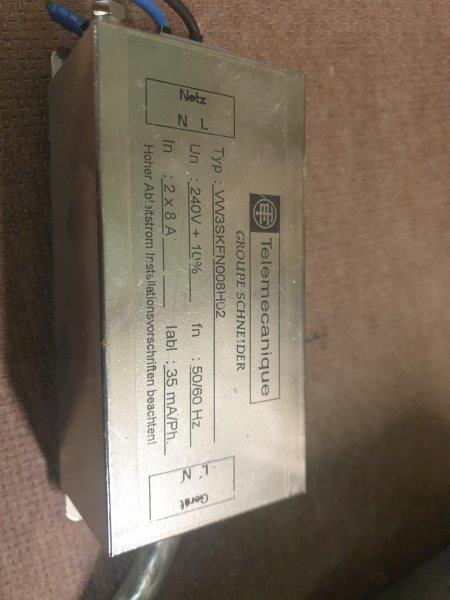 Telemecanique
GROUPE SCHNEIDER
Typ : VW3SKFN008H02
Un : 240V + 10% fn : 50/60 Hz
In : 2 x 8 A Iabl : 35 mA/Ph.
Hoher Ableitstrom Installationsvorschriften beachten!
Netz
N L
Gerät
L
N